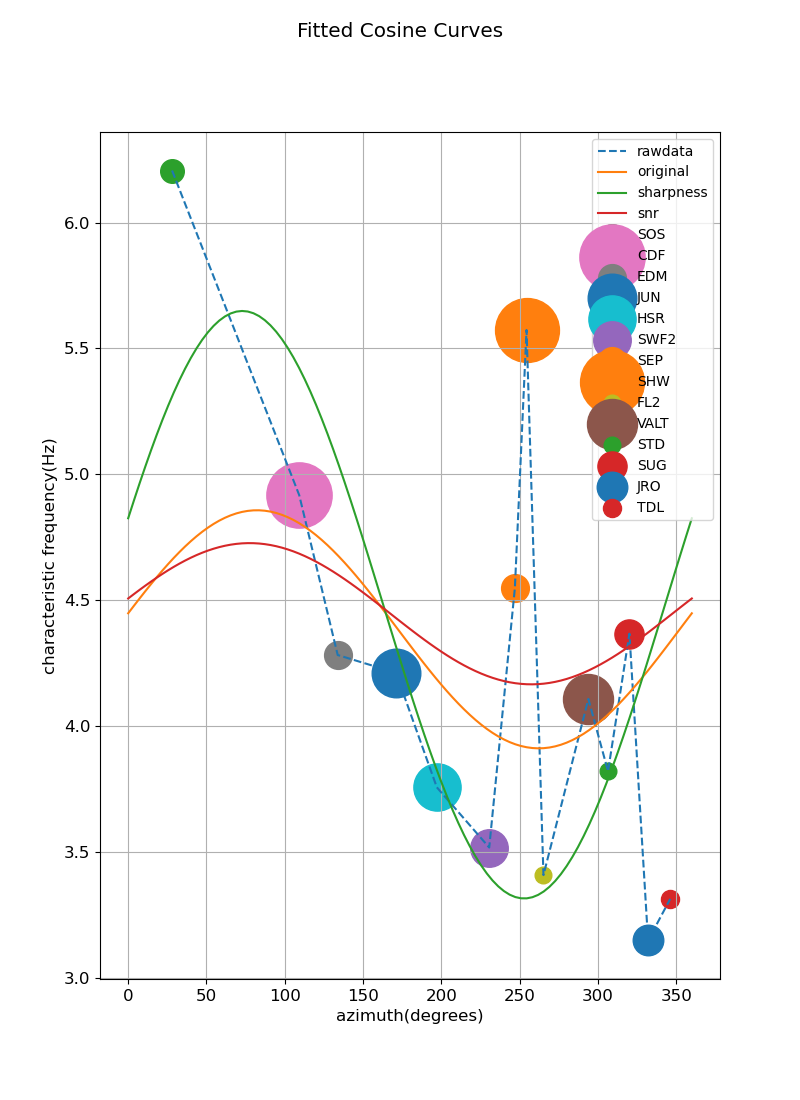 Fitted Cosine Curves
rawdata
original
sharpness
snr
SOS
CDF
EDM
JUN
HSR
SWF2
SEP
SHW
FL2
VALT
STD
SUG
JRO
TDL
6.0
5.5
5.0
4.5
4.0
3.5
3.0
characteristic frequency(Hz)
0 50 100 150 200 250 300 350
azimuth(degrees)